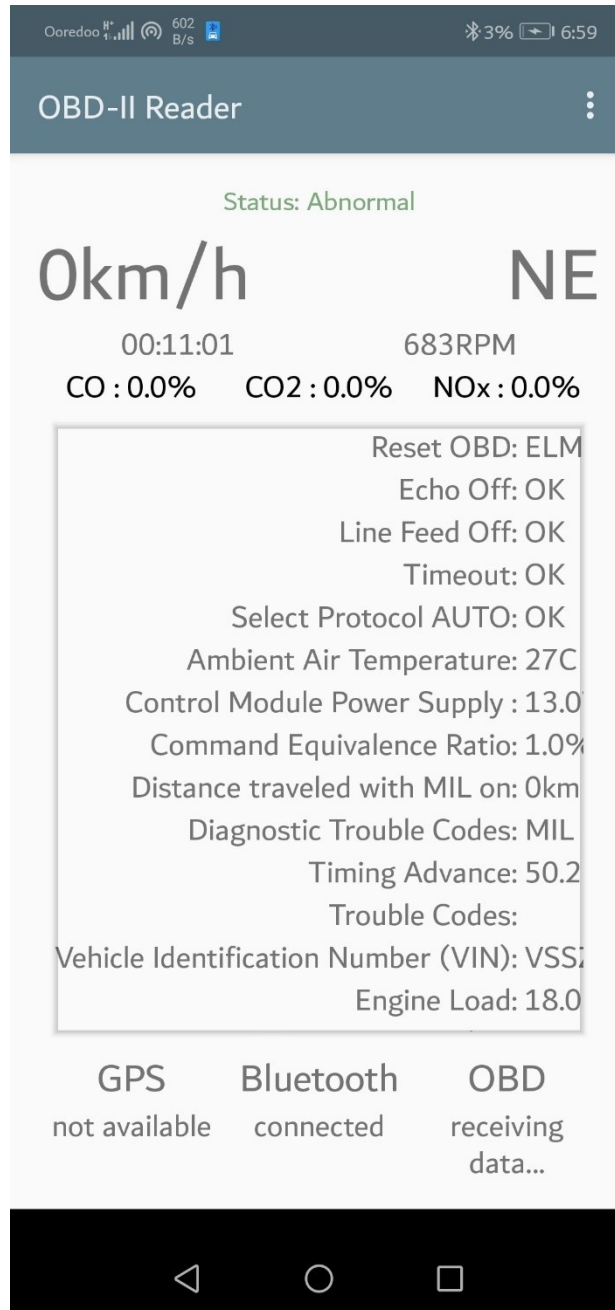 Ooredoo 602 B/s 3% 6:59
OBD-II Reader
Status: Abnormal
0km/h NE
00:11:01 683RPM
CO : 0.0% CO2 : 0.0% NOx : 0.0%
Reset OBD: ELM
Echo Off: OK
Line Feed Off: OK
Timeout: OK
Select Protocol AUTO: OK
Ambient Air Temperature: 27C
Control Module Power Supply : 13.0
Command Equivalence Ratio: 1.0%
Distance traveled with MIL on: 0km
Diagnostic Trouble Codes: MIL
Timing Advance: 50.2
Trouble Codes:
Vehicle Identification Number (VIN): VSSZ
Engine Load: 18.0
GPS Bluetooth OBD
not available connected receiving
data...